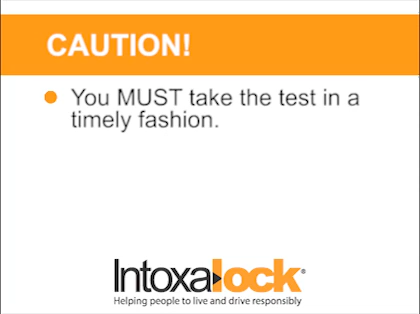 CAUTION!
You MUST take the test in a
timely fashion.
Intoxalock®
Helping people to live and drive responsibly